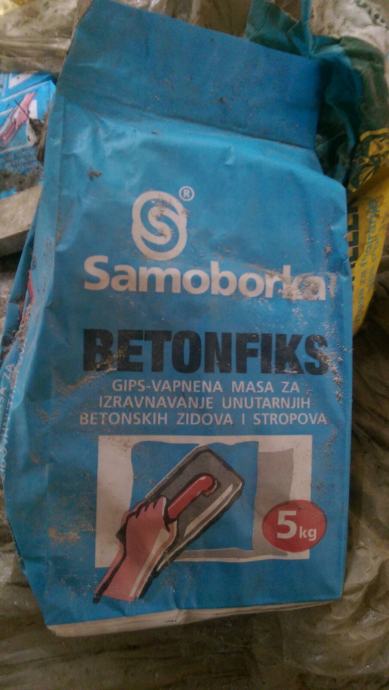 ®
Samoborka
BETONFIKS
GIPS-VAPNENA MASA ZA
IZRAVNAVANJE UNUTARNJIH
BETONSKIH ZIDOVA I STROPOVA
5kg